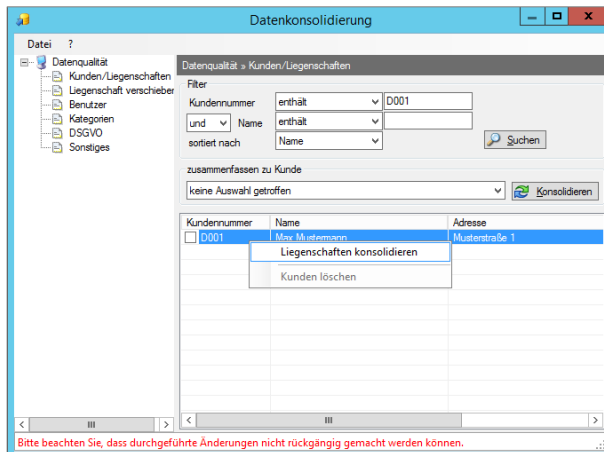 Datenkonsolidierung
Datei ?
Datenqualität
Kunden/Liegenschaften
Liegenschaft verschieben
Benutzer
Kategorien
DSGVO
Sonstiges
Datenqualität » Kunden/Liegenschaften
Filter
Kundennummer enthält D001
und Name enthält
sortiert nach Name Suchen
zusammenfassen zu Kunde
keine Auswahl getroffen Konsolidieren
Kundennummer Name Adresse
D001 Max Mustermann Musterstraße 1
Liegenschaften konsolidieren
Kunden löschen
Bitte beachten Sie, dass durchgeführte Änderungen nicht rückgängig gemacht werden können.